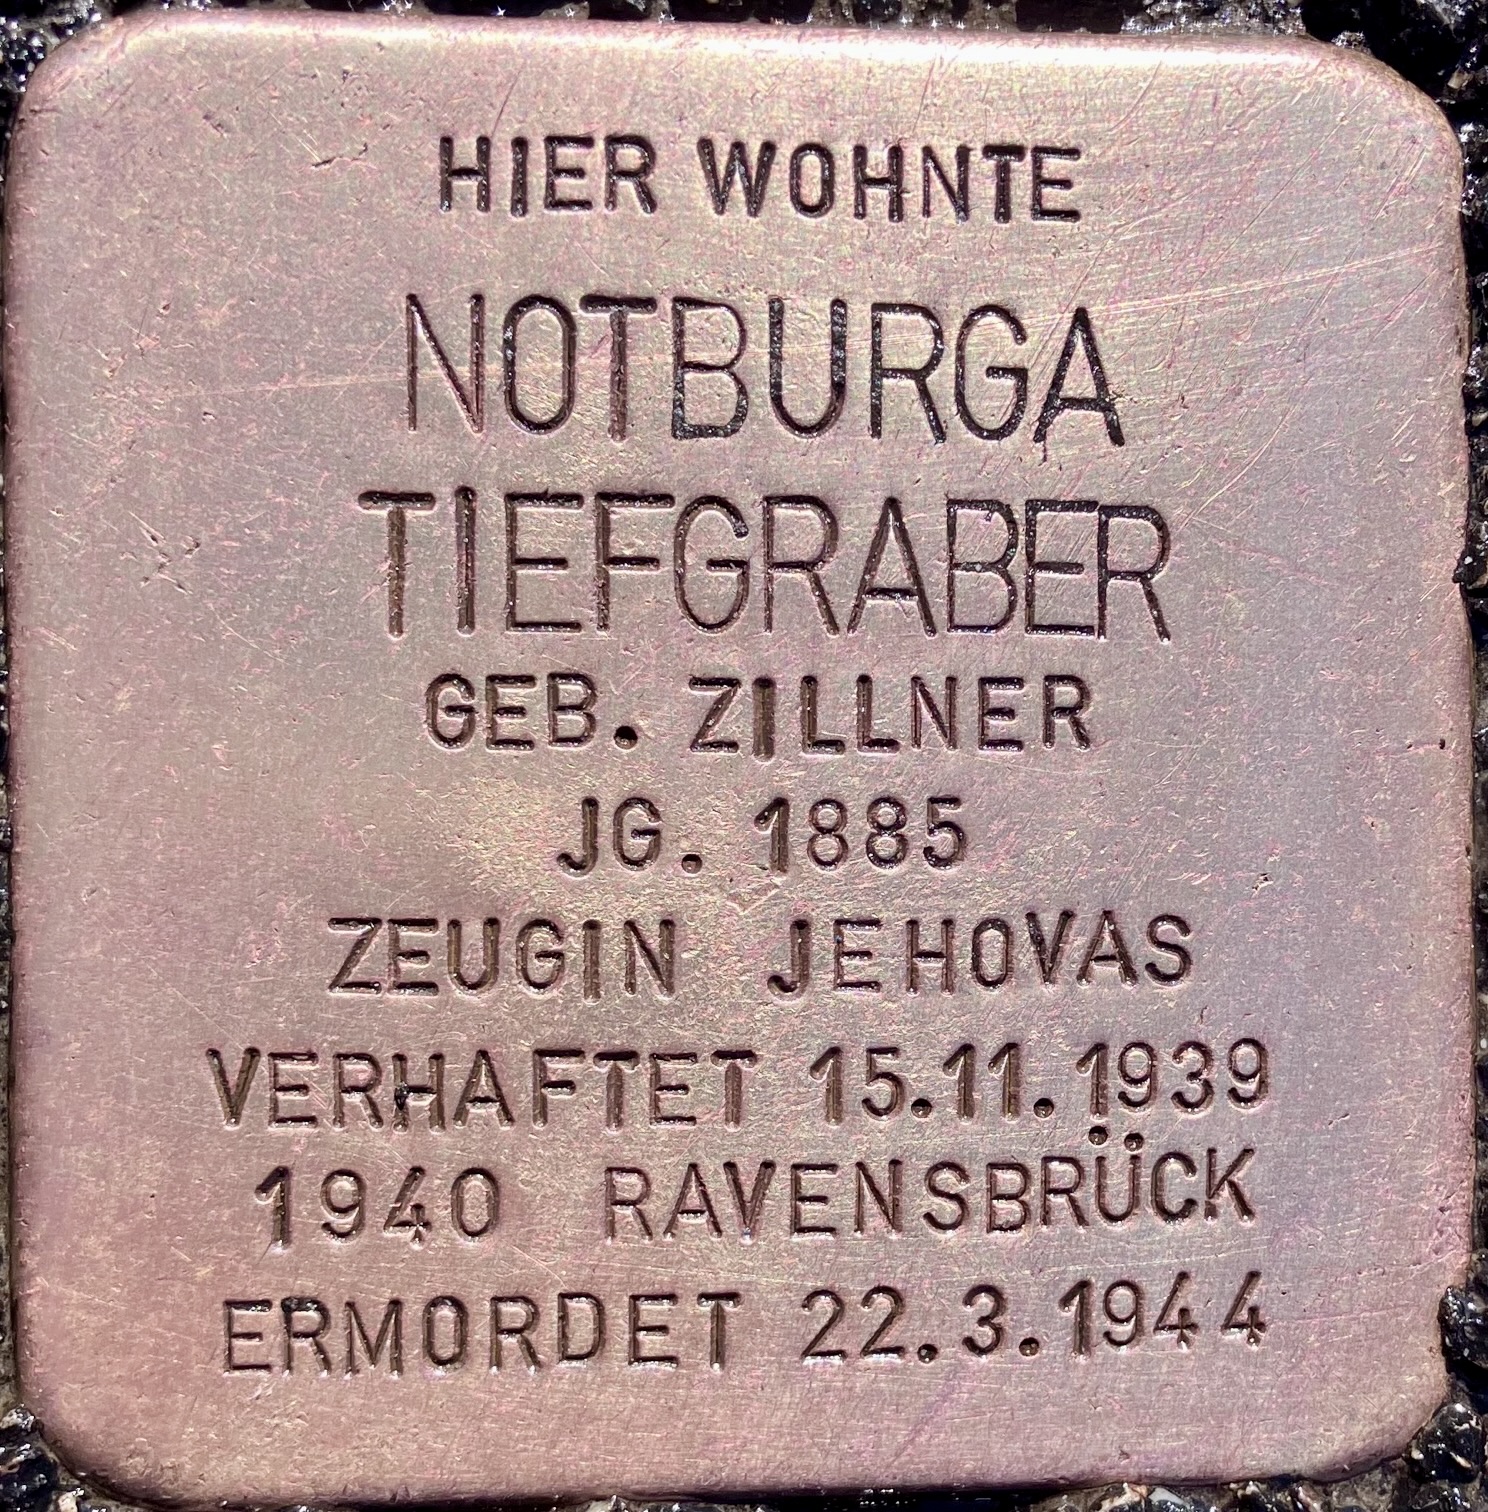 HIER WOHNTE
NOTBURGA
TIEFGRABER
GEB. ZILLNER
JG. 1885
ZEUGIN JEHOVAS
VERHAFTET 15.11.1939
1940 RAVENSBRÜCK
ERMORDET 22.3.1944